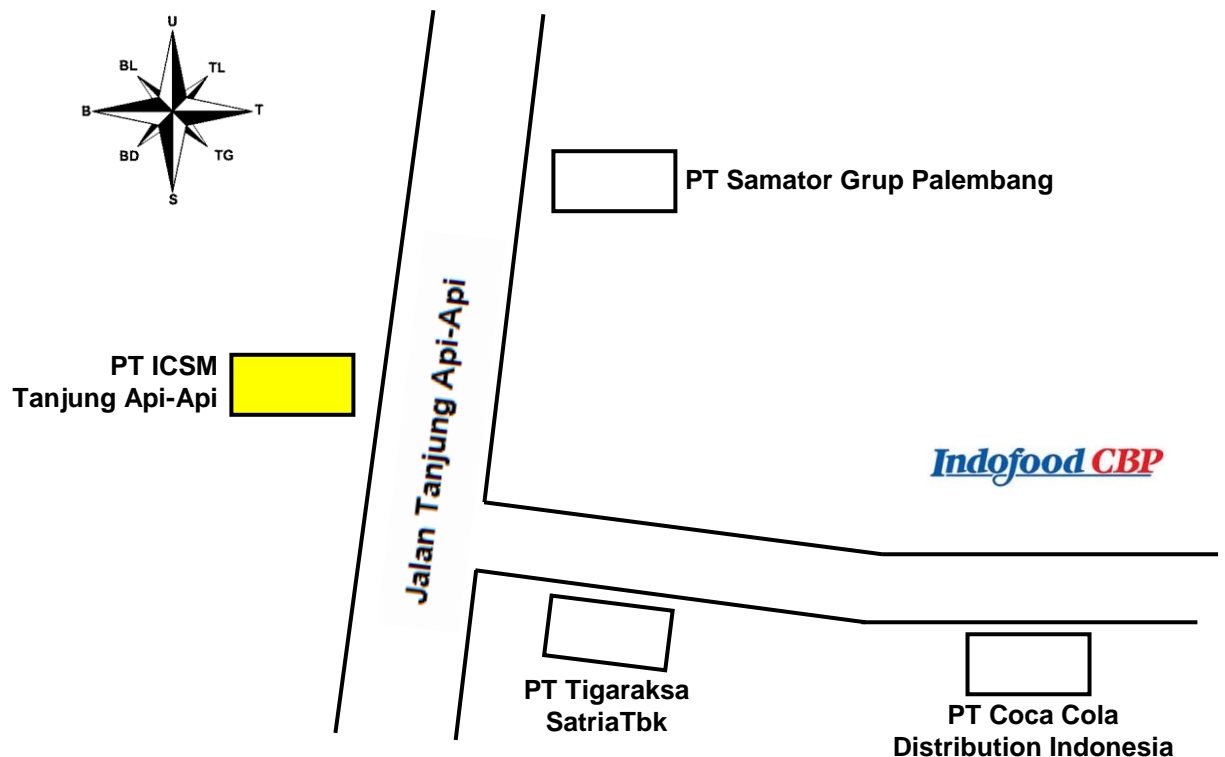 U
BL
TL
B
T
BD
TG
S
PT Samator Grup Palembang
PT ICSM
Tanjung Api-Api
Jalan Tanjung Api-Api
Indofood CBP
PT Tigaraksa
SatriaTbk
PT Coca Cola
Distribution Indonesia